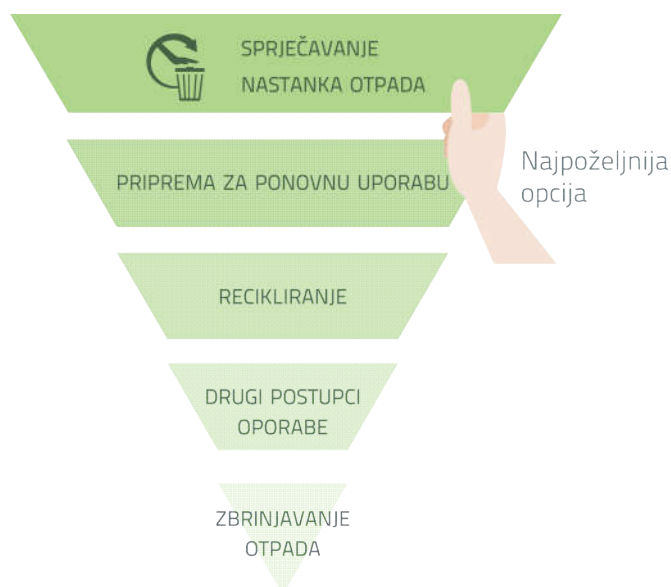 SPRJEČAVANJE
NASTANKA OTPADA
PRIPREMA ZA PONOVNU UPORABU
Najpoželjnija
opcija
RECIKLIRANJE
DRUGI POSTUPCI
OPORABE
ZBRINJAVANJE
OTPADA